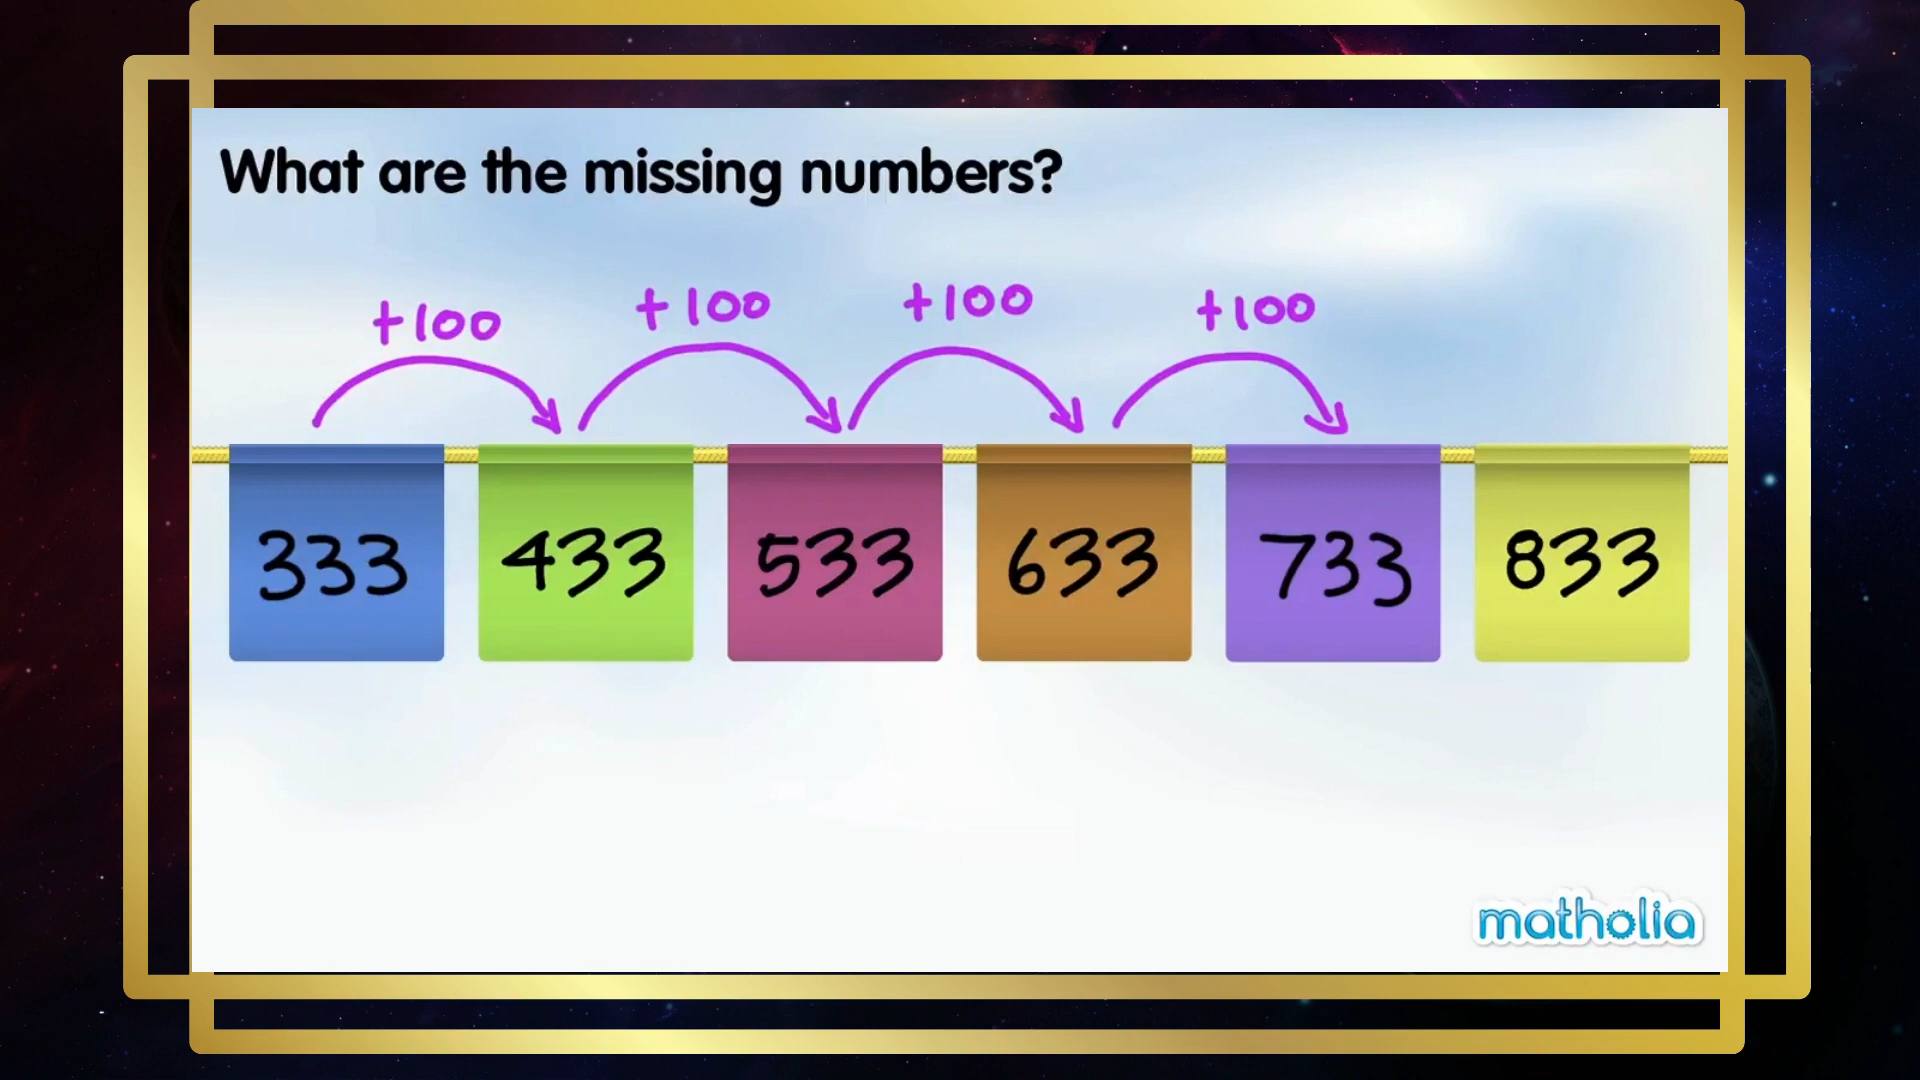 What are the missing numbers?
+100 +100 +100 +100
333 433 533 633 733 833
matholia